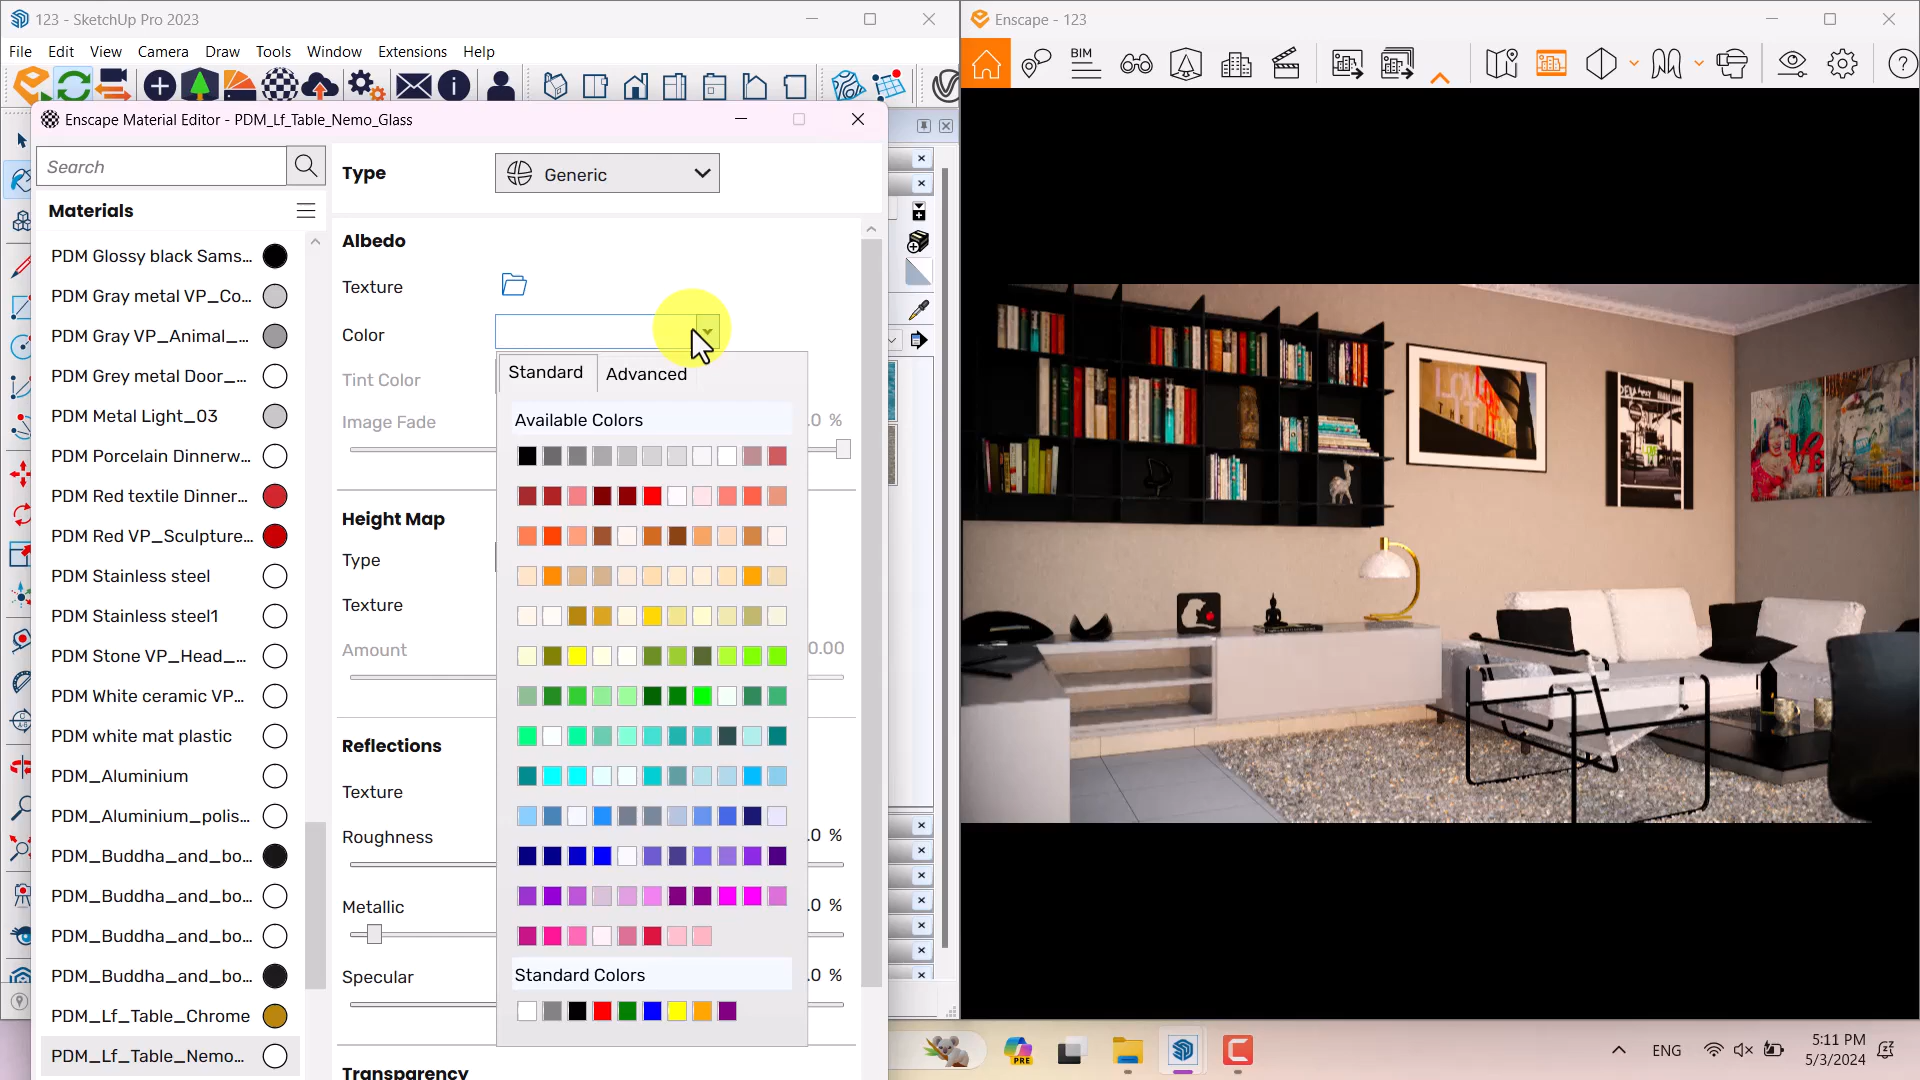 123 - SketchUp Pro 2023
File Edit View Camera Draw Tools Window Extensions Help
Enscape Material Editor - PDM_Lf_Table_Nemo_Glass
Search
Materials
PDM Glossy black Sams...
PDM Gray metal VP_Co...
PDM Gray VP_Animal_...
PDM Grey metal Door_...
PDM Metal Light_03
PDM Porcelain Dinnerw...
PDM Red textile Dinner...
PDM Red VP_Sculpture...
PDM Stainless steel
PDM Stainless steel1
PDM Stone VP_Head_...
PDM White ceramic VP...
PDM white mat plastic
PDM_Aluminium
PDM_Aluminium_polis...
PDM_Buddha_and_bo...
PDM_Buddha_and_bo...
PDM_Buddha_and_bo...
PDM_Buddha_and_bo...
PDM_Lf_Table_Chrome
PDM_Lf_Table_Nemo...
Type
Generic
Albedo
Texture
Color
Tint Color
Image Fade
.0 %
Height Map
Type
Texture
Amount
0.00
Reflections
Texture
Roughness
.0 %
Metallic
.0 %
Specular
.0 %
Transparency
Standard
Advanced
Available Colors
Standard Colors
Enscape - 123
BIM
?
PRE
ENG
5:11 PM
5/3/2024